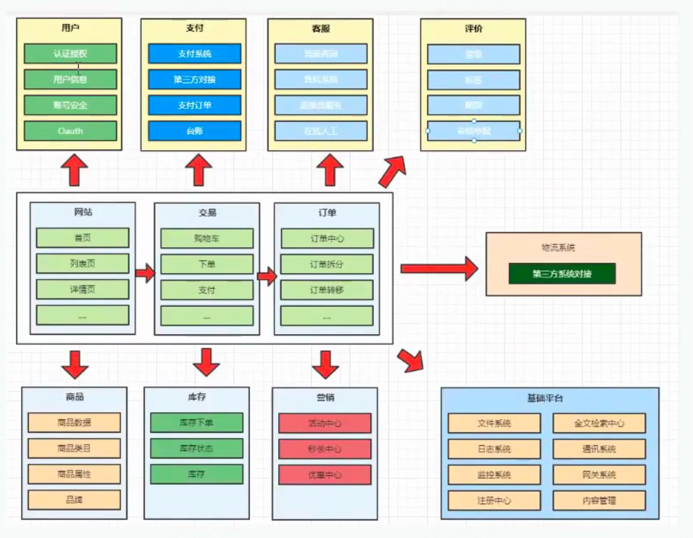 用户
认证授权
用户信息
账号安全
Oauth
支付
支付系统
第三方对接
支付订单
台账
客服
在线人工
评价
标签
网站
首页
列表页
详情页
....
交易
购物车
下单
支付
....
订单
订单中心
订单拆分
订单转移
....
物流系统
第三方系统对接
商品
商品数据
商品类目
商品属性
品牌
库存
库存下单
库存状态
库存
营销
活动中心
秒杀中心
优惠中心
基础平台
文件系统
全文检索中心
日志系统
通讯系统
监控系统
网关系统
注册中心
内容管理